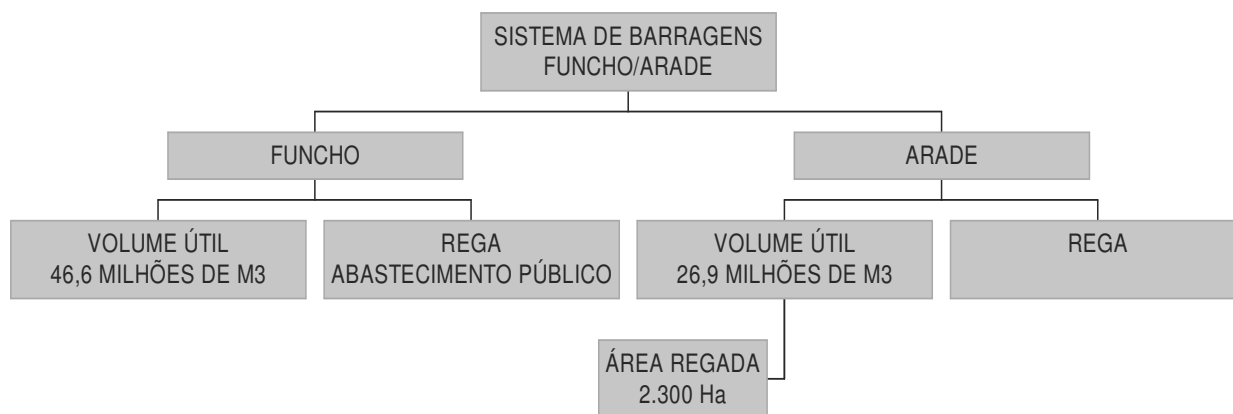 SISTEMA DE BARRAGENS
FUNCHO/ARADE
FUNCHO
ARADE
VOLUME ÚTIL
46,6 MILHÕES DE M3
REGA
ABASTECIMENTO PÚBLICO
VOLUME ÚTIL
26,9 MILHÕES DE M3
REGA
ÁREA REGADA
2.300 Ha